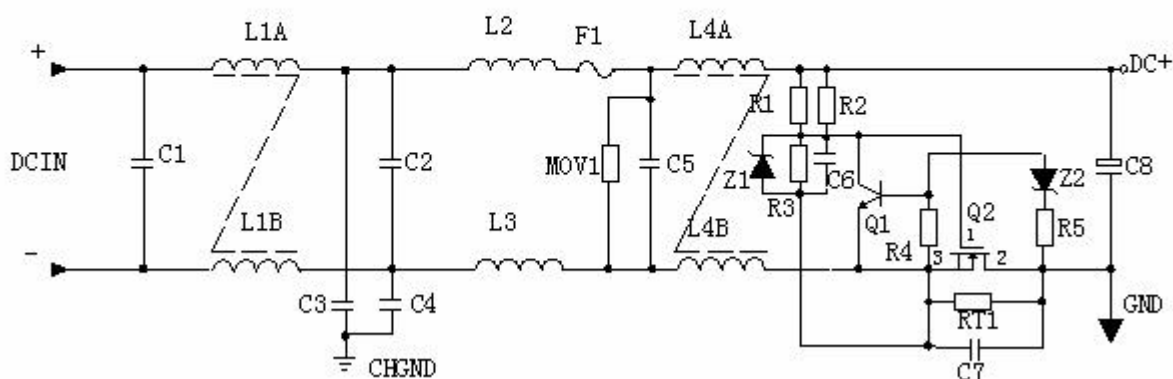 L1A
L2
F1
L4A
+
DC+
R1
R2
DCIN
C1
C2
MOV1
C5
Z1
C6
Z2
C8
R3
Q1
Q2
L1B
L3
L4B
R4
1
R5
-
3
2
C3
C4
RT1
GND
CHGND
C7